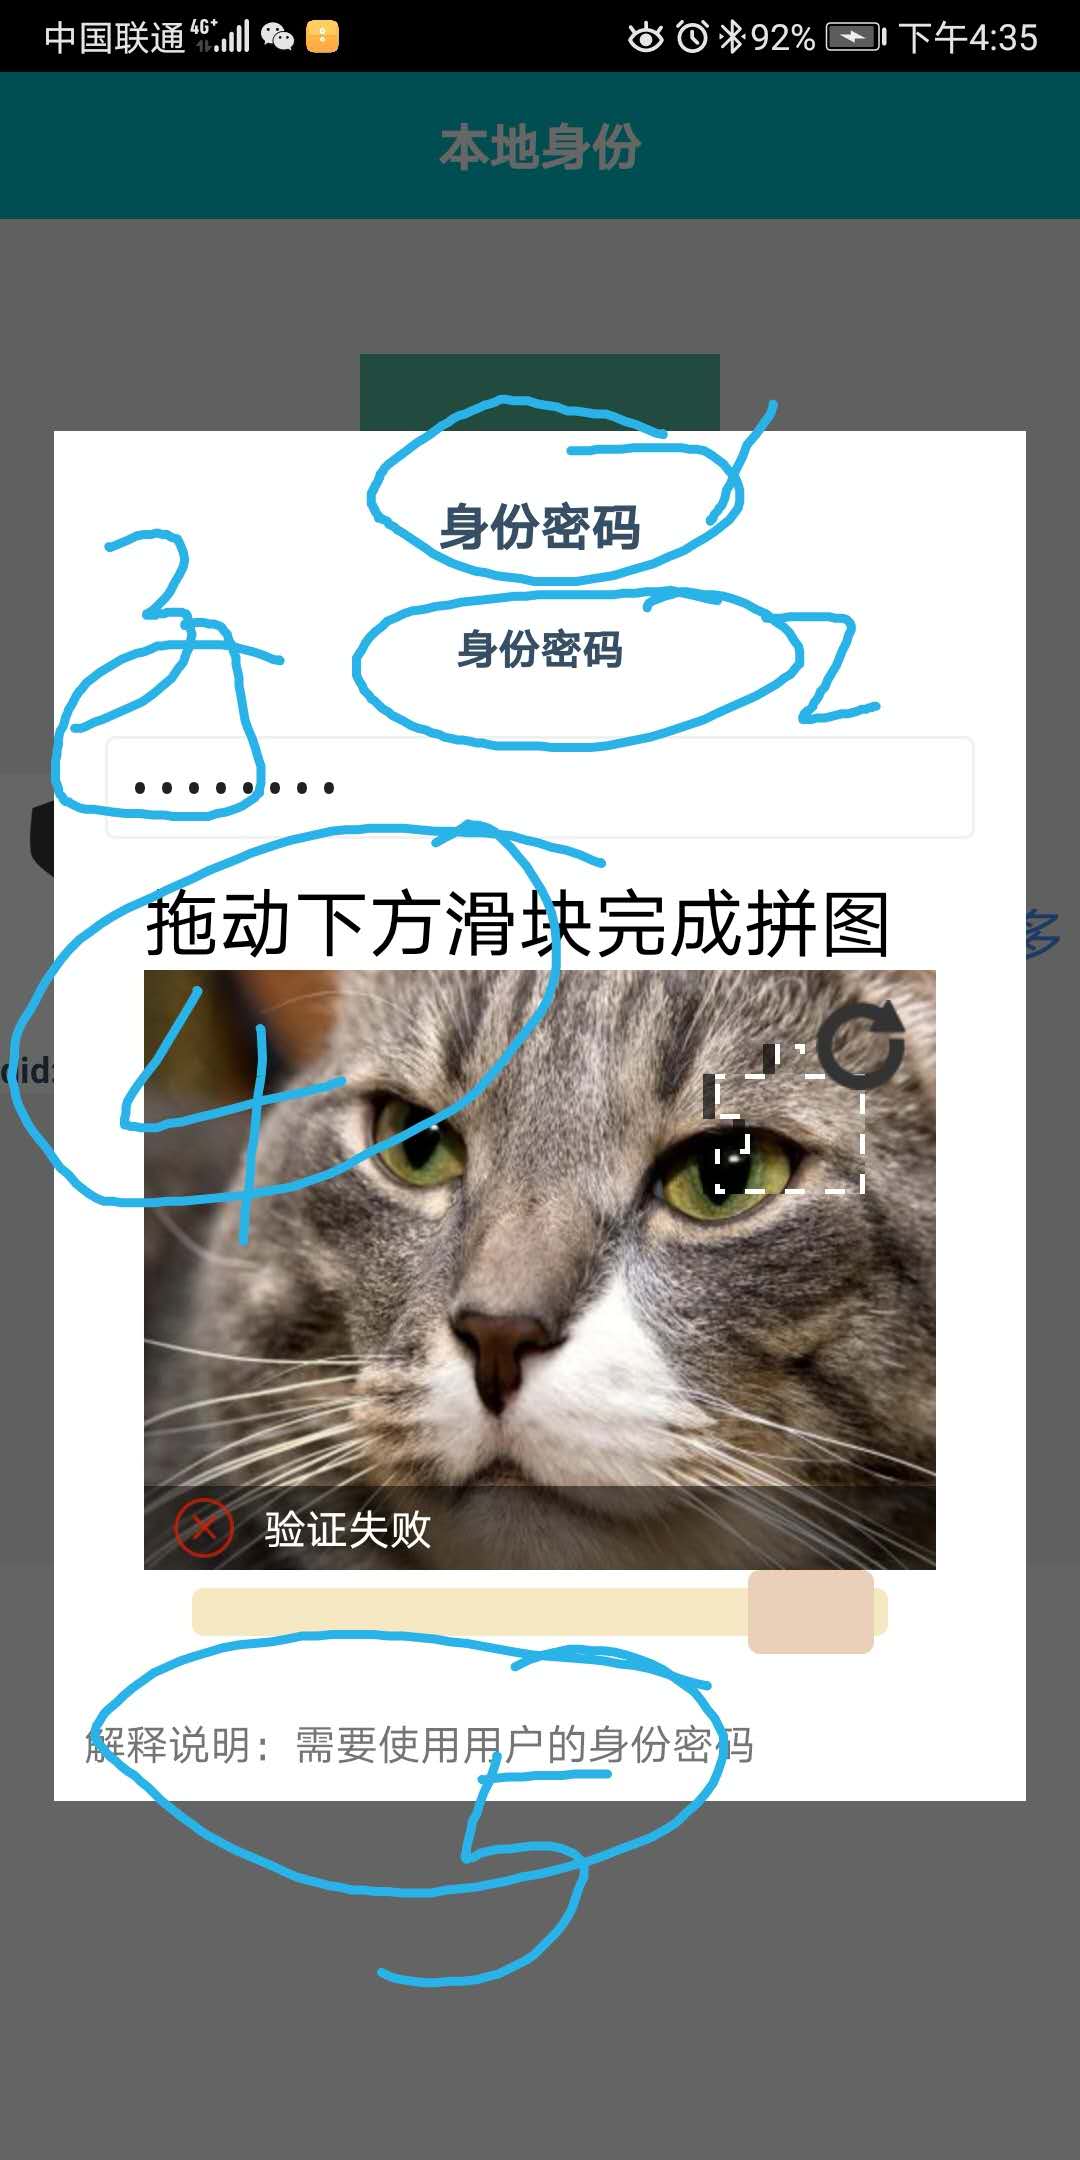 中国联通 4G+ 92% 下午4:35
本地身份
1
身份密码
3
身份密码
2
拖动下方滑块完成拼图
多
4
did:
验证失败
解释说明：需要使用用户的身份密码
5